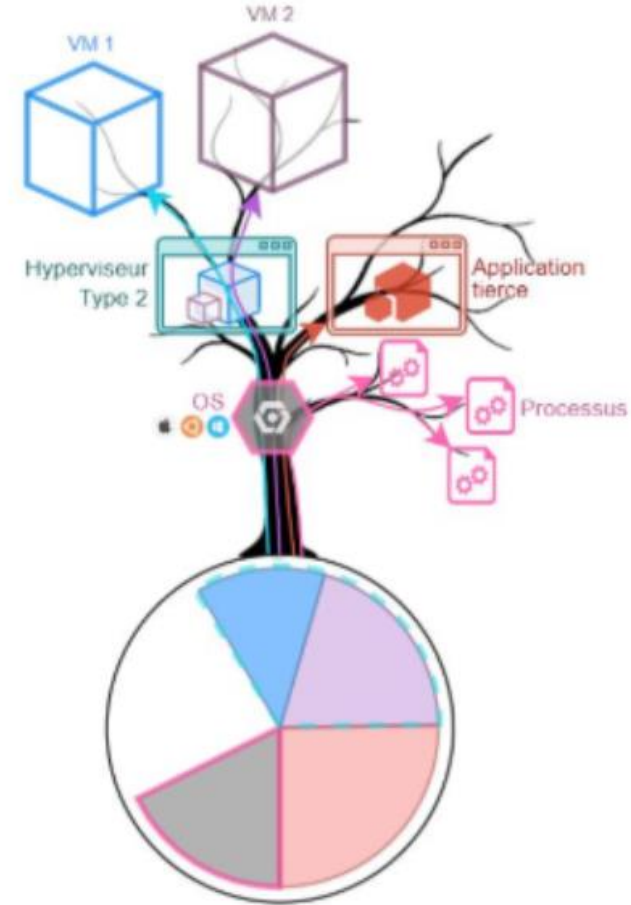 VM 1
VM 2
Hyperviseur
Type 2
Application
tierce
OS
Processus